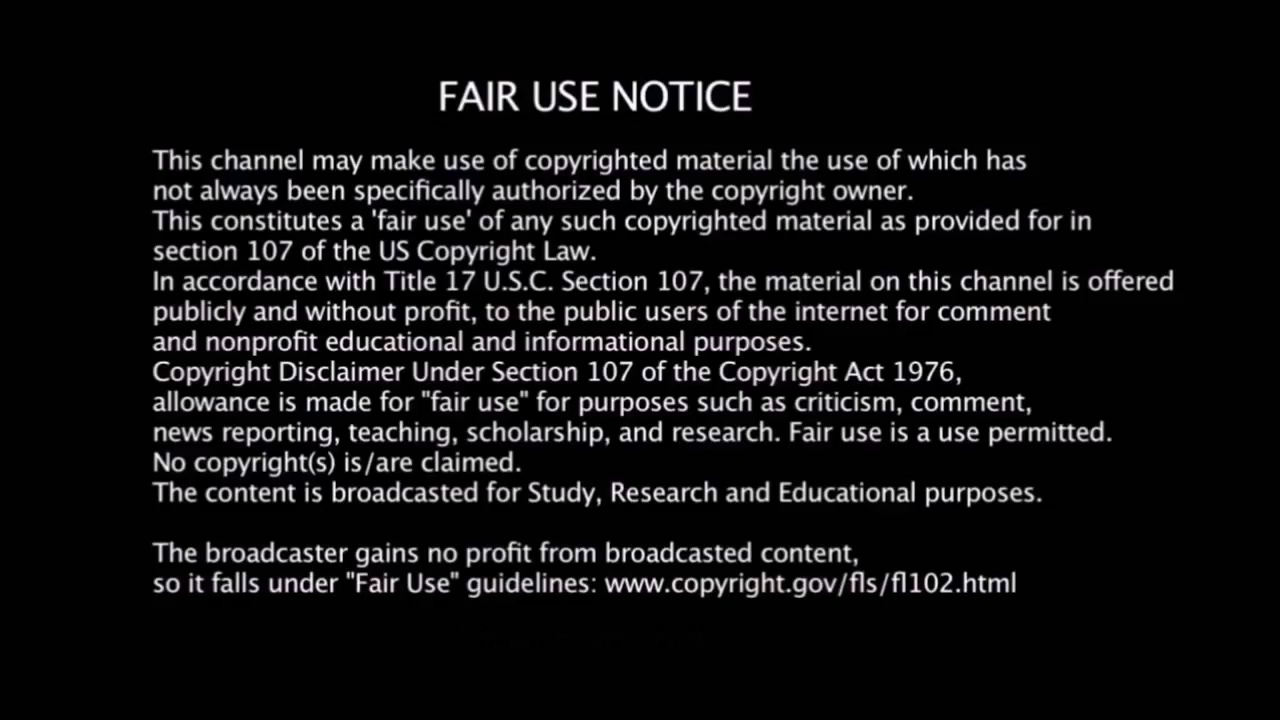 FAIR USE NOTICE
This channel may make use of copyrighted material the use of which has
not always been specifically authorized by the copyright owner.
This constitutes a 'fair use' of any such copyrighted material as provided for in
section 107 of the US Copyright Law.
In accordance with Title 17 U.S.C. Section 107, the material on this channel is offered
publicly and without profit, to the public users of the internet for comment
and nonprofit educational and informational purposes.
Copyright Disclaimer Under Section 107 of the Copyright Act 1976,
allowance is made for "fair use" for purposes such as criticism, comment,
news reporting, teaching, scholarship, and research. Fair use is a use permitted.
No copyright(s) is/are claimed.
The content is broadcasted for Study, Research and Educational purposes.
The broadcaster gains no profit from broadcasted content,
so it falls under "Fair Use" guidelines: www.copyright.gov/fls/fl102.html